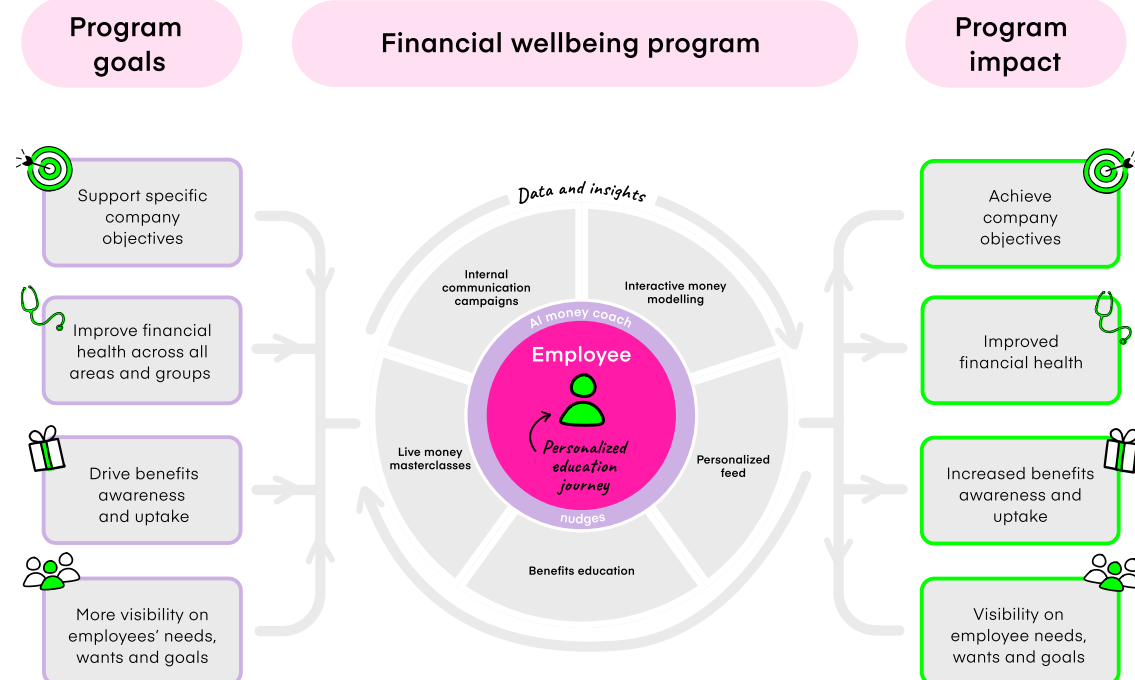 Program
goals
Financial wellbeing program
Program
impact
Support specific
company
objectives
Improve financial
health across all
areas and groups
Drive benefits
awareness
and uptake
More visibility on
employees’ needs,
wants and goals
Data and insights
Internal
communication
campaigns
Interactive money
modelling
Live money
masterclasses
Personalized
feed
Benefits education
AI money coach
Employee
Personalized
education
journey
nudges
Achieve
company
objectives
Improved
financial health
Increased benefits
awareness and
uptake
Visibility on
employee needs,
wants and goals